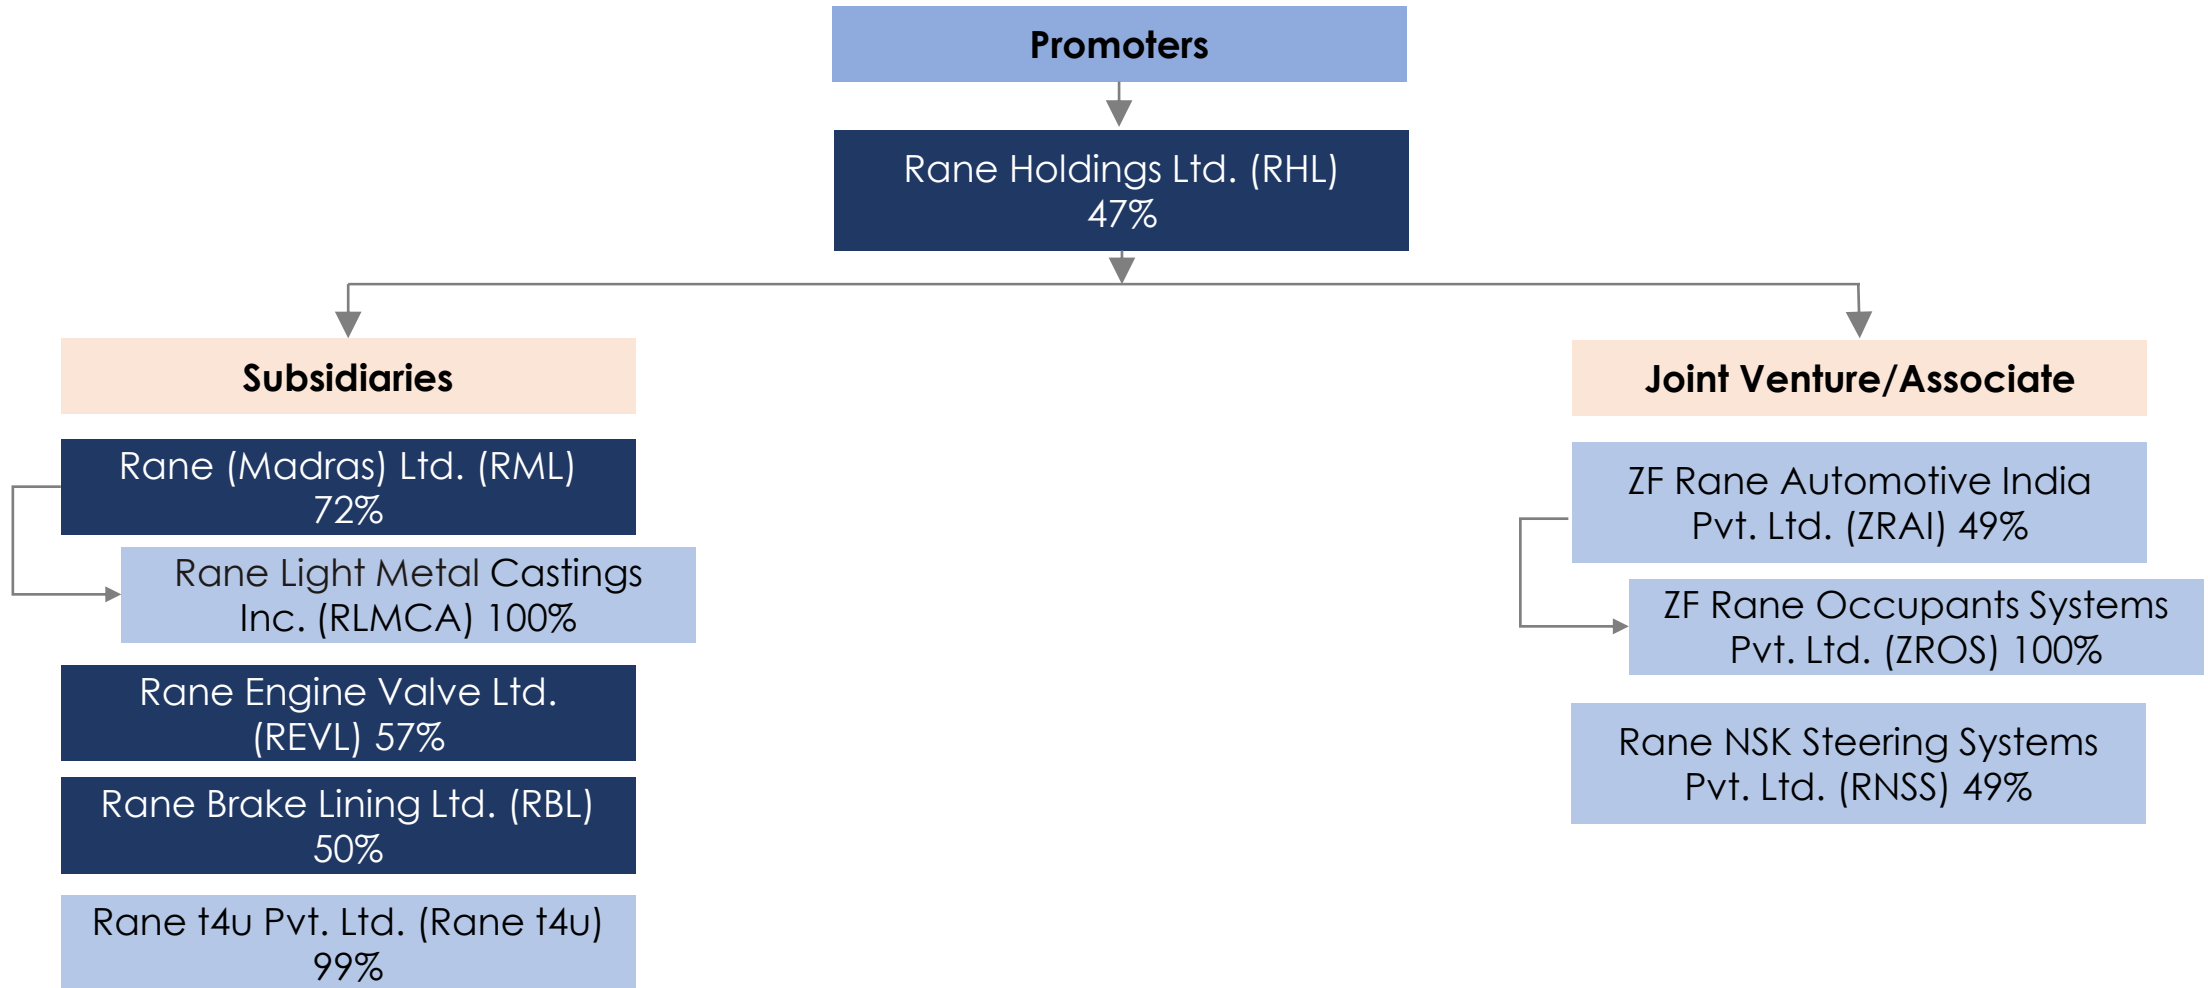 Promoters
Rane Holdings Ltd. (RHL)
47%
Subsidiaries
Rane (Madras) Ltd. (RML)
72%
Rane Light Metal Castings
Inc. (RLMCA) 100%
Rane Engine Valve Ltd.
(REVL) 57%
Rane Brake Lining Ltd. (RBL)
50%
Rane t4u Pvt. Ltd. (Rane t4u)
99%
Joint Venture/Associate
ZF Rane Automotive India
Pvt. Ltd. (ZRAI) 49%
ZF Rane Occupants Systems
Pvt. Ltd. (ZROS) 100%
Rane NSK Steering Systems
Pvt. Ltd. (RNSS) 49%